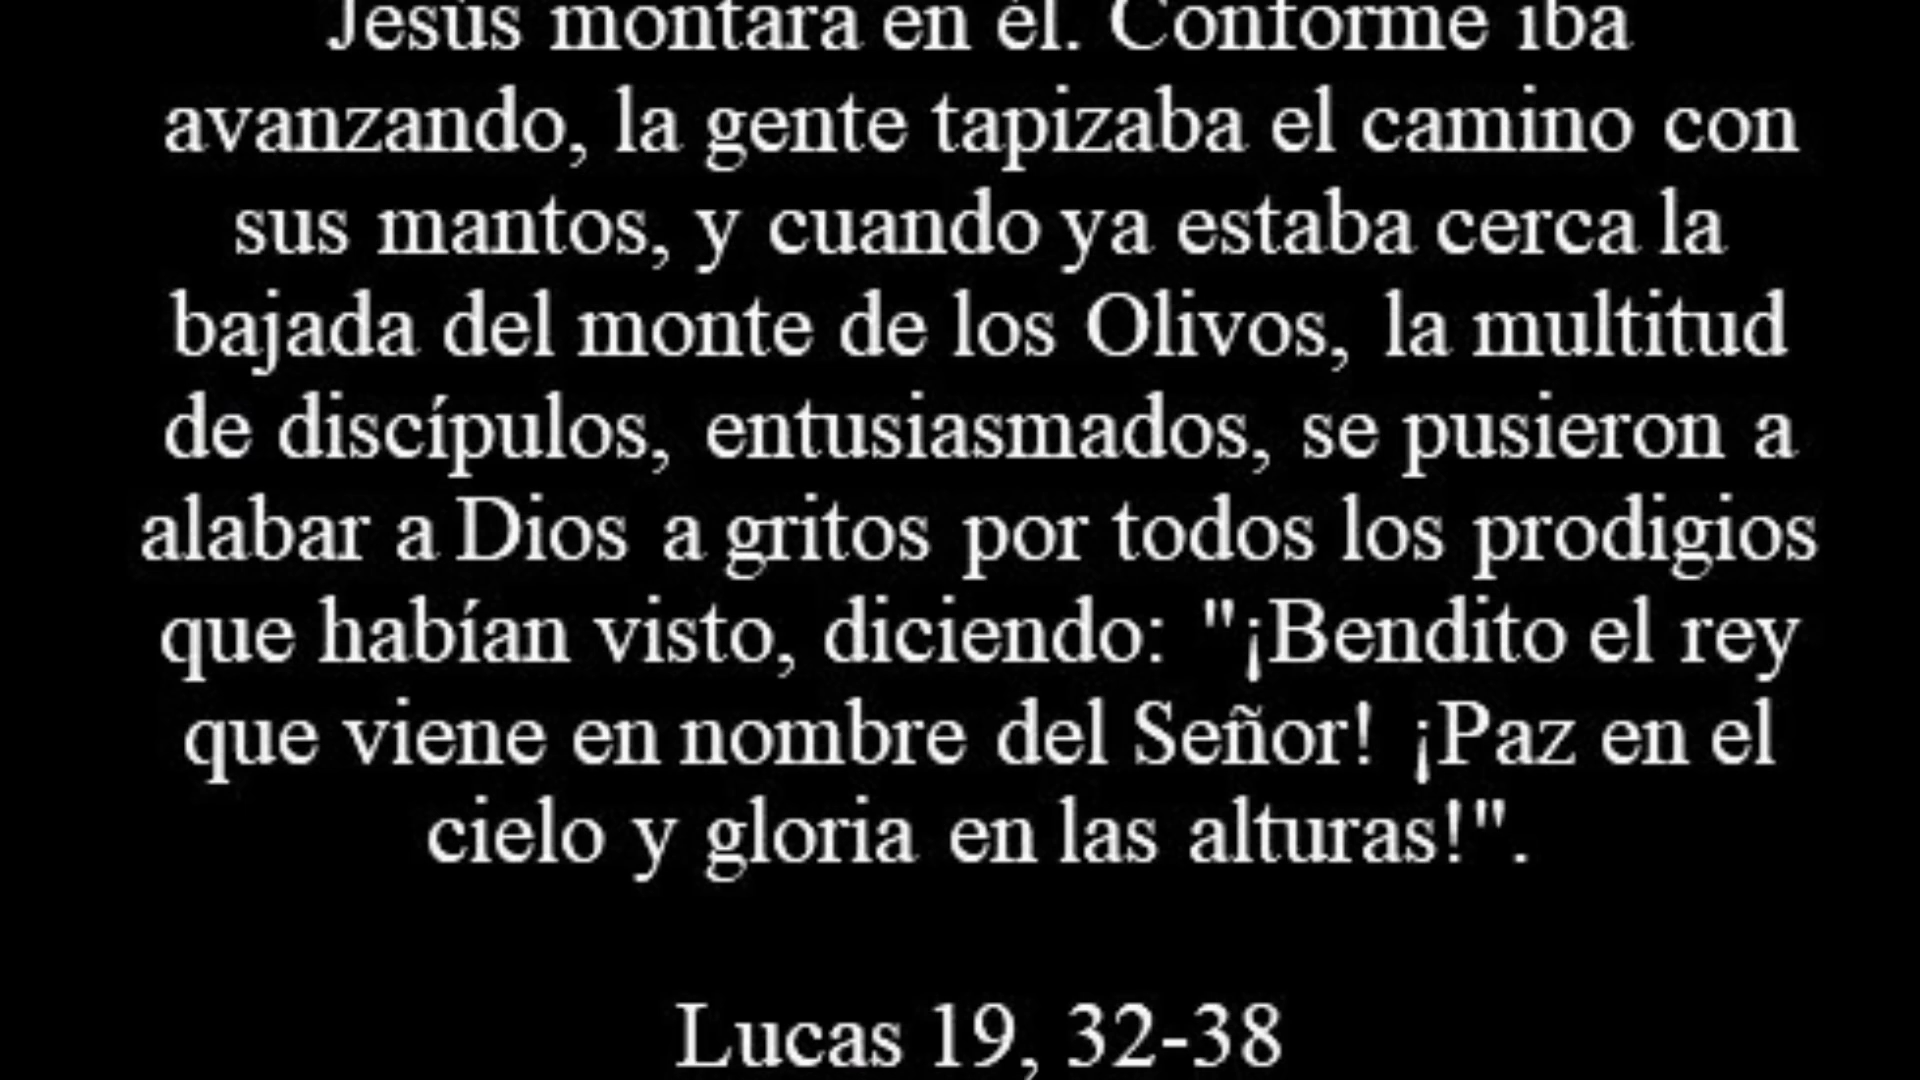 Jesús montara en él. Conforme iba
avanzando, la gente tapizaba el camino con
sus mantos, y cuando ya estaba cerca la
bajada del monte de los Olivos, la multitud
de discípulos, entusiasmados, se pusieron a
alabar a Dios a gritos por todos los prodigios
que habían visto, diciendo: "¡Bendito el rey
que viene en nombre del Señor! ¡Paz en el
cielo y gloria en las alturas!".
Lucas 19, 32-38